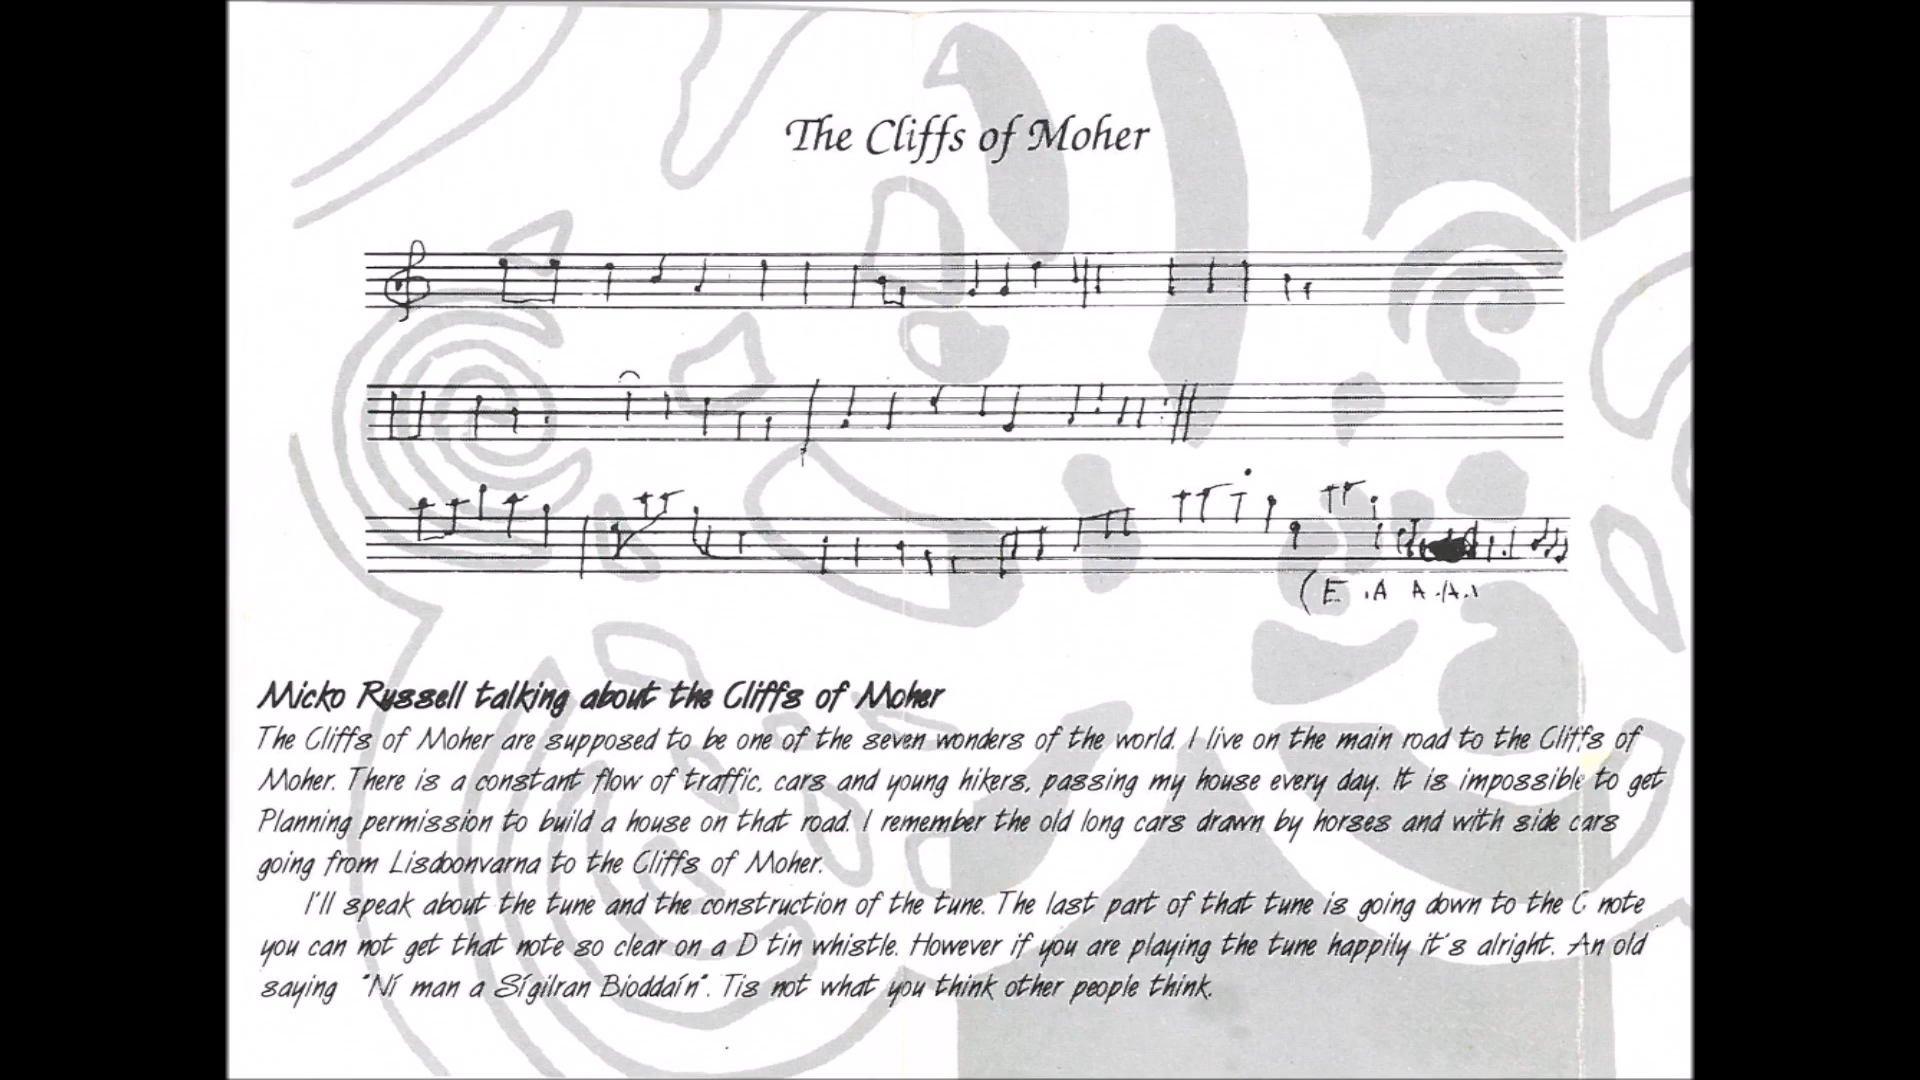 The Cliffs of Moher
(E .A A .A.
Micko Russell talking about the Cliffs of Moher
The Cliffs of Moher are supposed to be one of the seven wonders of the world. I live on the main road to the Cliffs of
Moher. There is a constant flow of traffic, cars and young hikers, passing my house every day. It is impossible to get
Planning permission to build a house on that road. I remember the old long cars drawn by horses and with side cars
going from Lisdoonvarna to the Cliffs of Moher.
I'll speak about the tune and the construction of the tune. The last part of that tune is going down to the C note
you can not get that note so clear on a D tin whistle. However if you are playing the tune happily it's alright. An old
saying "Ní man a Sígilran Bioddaín". Tis not what you think other people think.